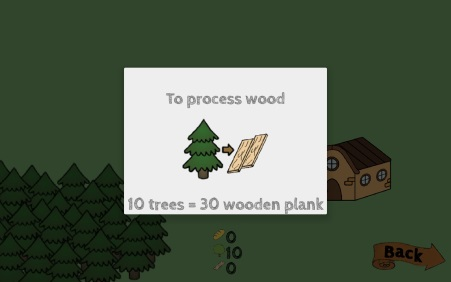 To process wood
10 trees = 30 wooden plank
0
10
0
Back